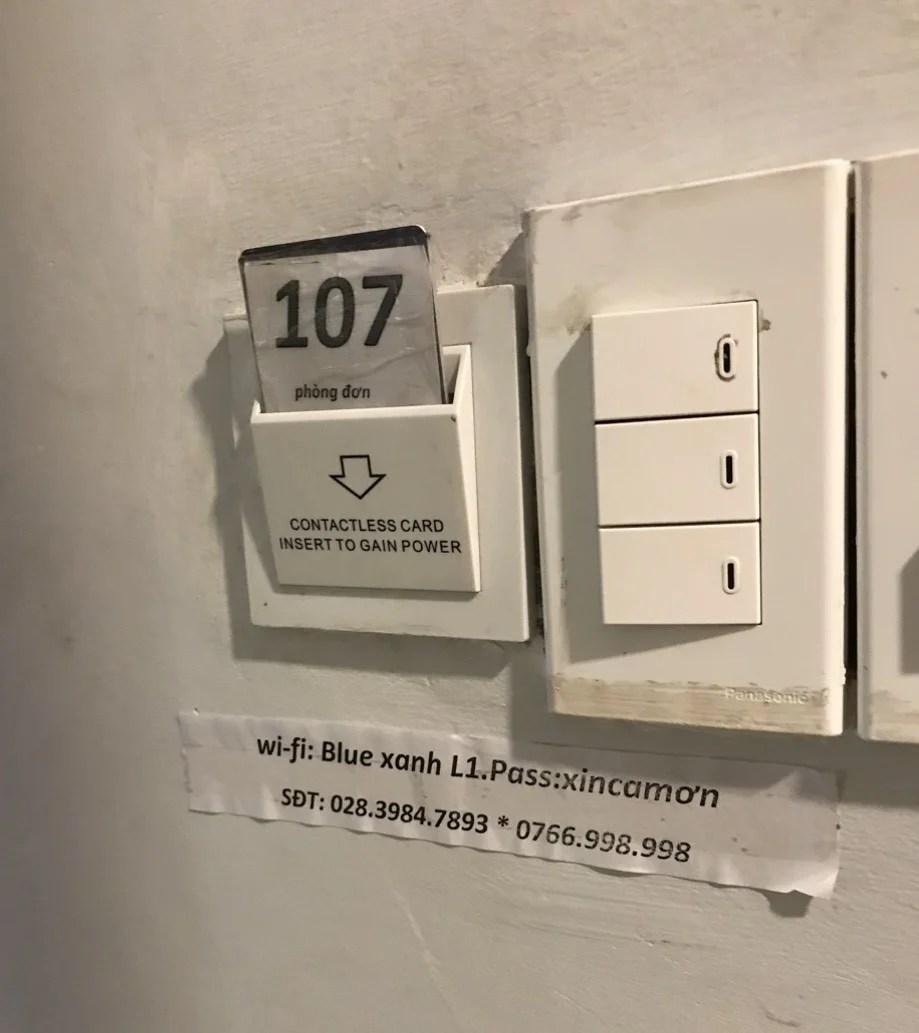 107
phòng đơn
CONTACTLESS CARD
INSERT TO GAIN POWER
Panasonic
wi-fi: Blue xanh L1.Pass:xincamơn
SĐT: 028.3984.7893 * 0766.998.998